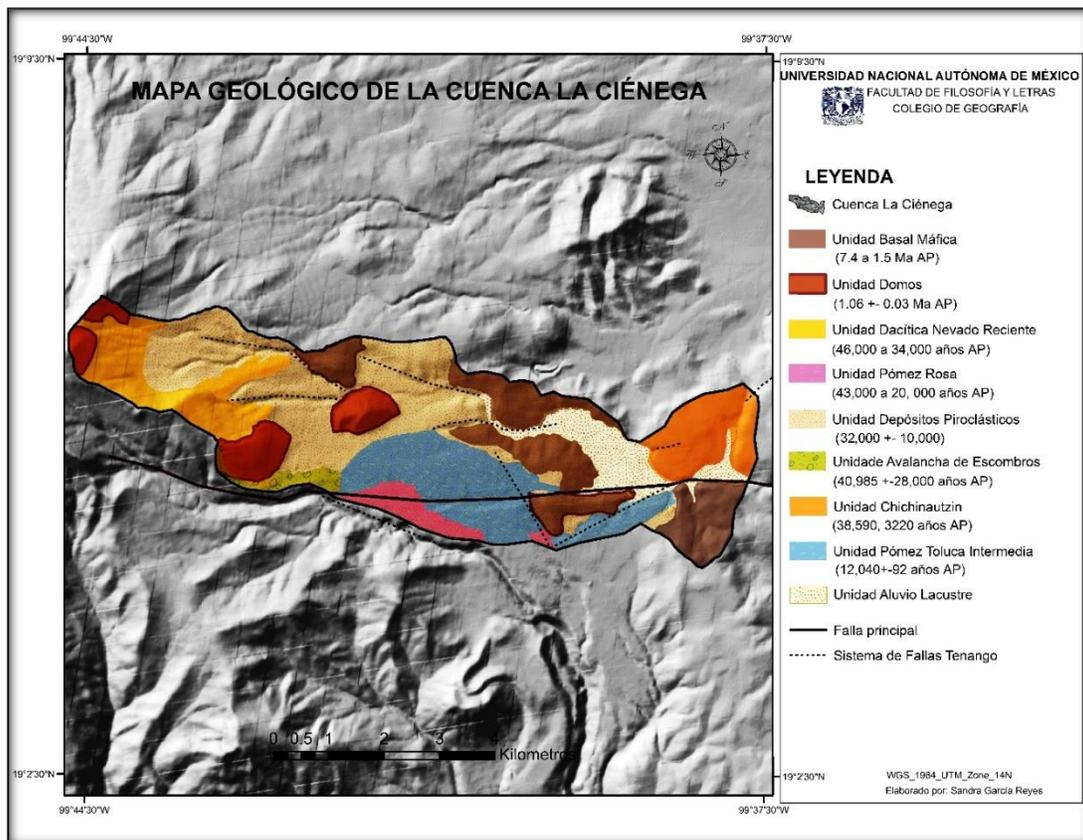 99°44'30"W
99°37'30"W
19°9'30"N
19°9'30"N
MAPA GEOLÓGICO DE LA CUENCA LA CIÉNEGA
UNIVERSIDAD NACIONAL AUTÓNOMA DE MÉXICO
FACULTAD DE FILOSOFÍA Y LETRAS
COLEGIO DE GEOGRAFÍA
LEYENDA
Cuenca La Ciénega
Unidad Basal Máfica
(7.4 a 1.5 Ma AP)
Unidad Domos
(1.06 +- 0.03 Ma AP)
Unidad Dacítica Nevado Reciente
(46,000 a 34,000 años AP)
Unidad Pómez Rosa
(43,000 a 20, 000 años AP)
Unidad Depósitos Piroclásticos
(32,000 +- 10,000)
Unidade Avalancha de Escombros
(40,985 +-28,000 años AP)
Unidad Chichinautzin
(38,590, 3220 años AP)
Unidad Pómez Toluca Intermedia
(12,040+-92 años AP)
Unidad Aluvio Lacustre
Falla principal
Sistema de Fallas Tenango
0 0.5 1 2 3 4
Kilometros
19°2'30"N
19°2'30"N
WGS_1984_UTM_Zone_14N
Elaborado por: Sandra García Reyes
99°44'30"W
99°37'30"W